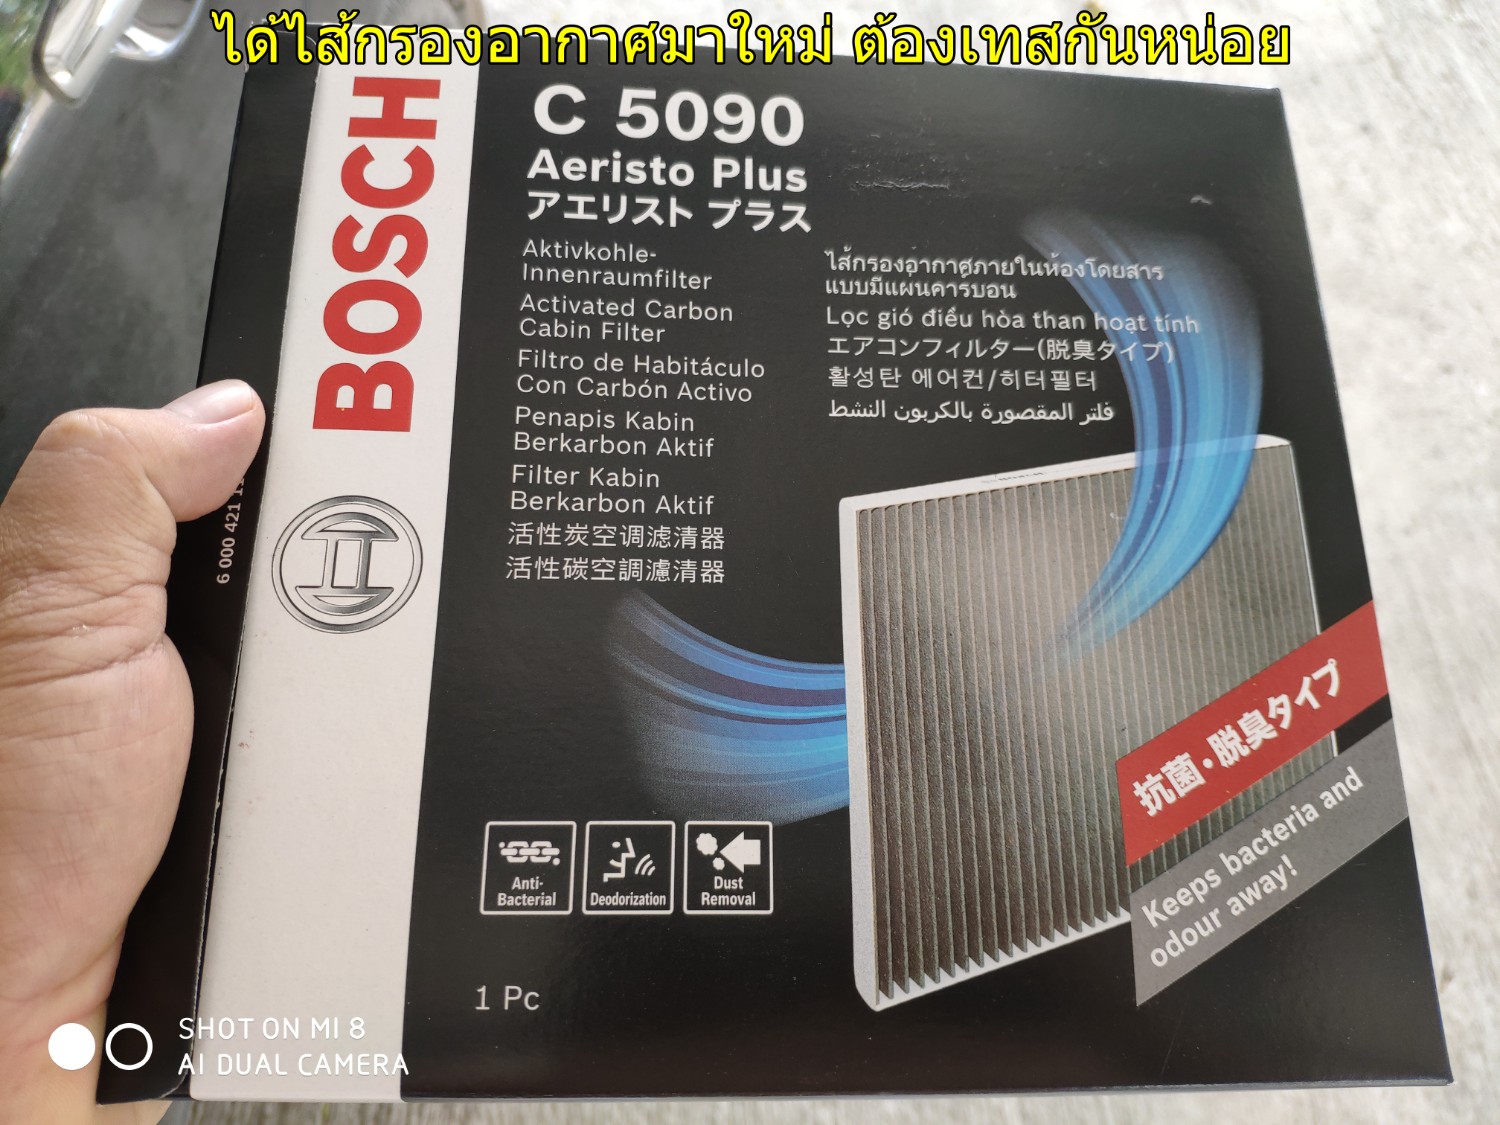 ได้ไส้กรองอากาศมาใหม่ ต้องเทสกันหน่อย
BOSCH
C 5090
Aeristo Plus
アエリスト プラス
Aktivkohle-
Innenraumfilter
Activated Carbon
Cabin Filter
Filtro de Habitáculo
Con Carbón Activo
Penapis Kabin
Berkarbon Aktif
Filter Kabin
Berkarbon Aktif
活性炭空调滤清器
活性碳空調濾清器
ไส้กรองอากาศภายในห้องโดยสาร
แบบมีแผ่นคาร์บอน
Lọc gió điều hòa than hoạt tính
エアコンフィルター(脱臭タイプ)
활성탄 에어컨/히터필터
فلتر المقصورة بالكربون النشط
6 000 421
抗菌・脱臭タイプ
Keeps bacteria and
odour away!
Anti-
Bacterial
Deodorization
Dust
Removal
1 Pc
SHOT ON MI 8
AI DUAL CAMERA